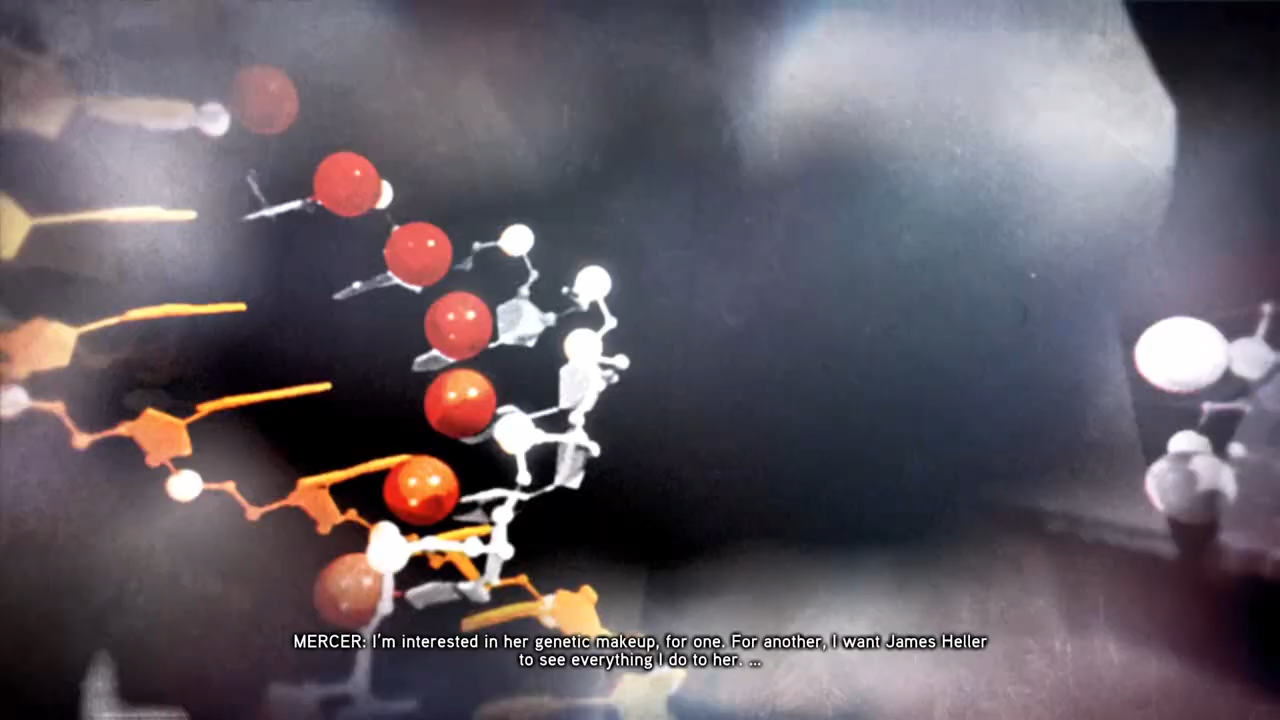 MERCER: I'm interested in her genetic makeup, for one. For another, I want James Heller
to see everything I do to her. ...